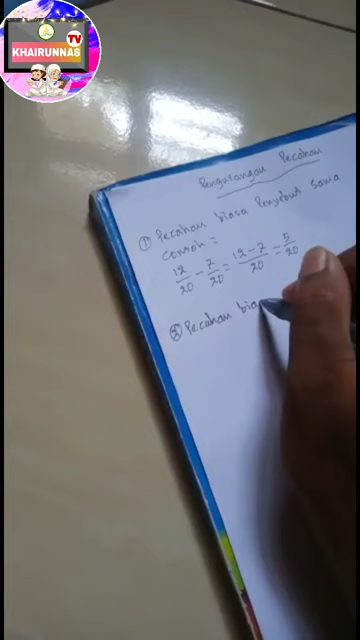 KHAIRUNNAS
TV
Pengurangan Pecahan
① Pecahan biasa Penyebut sama
contoh =
12/20 - 7/20 = 12 - 7/20 = 5/20
② Pecahan bia